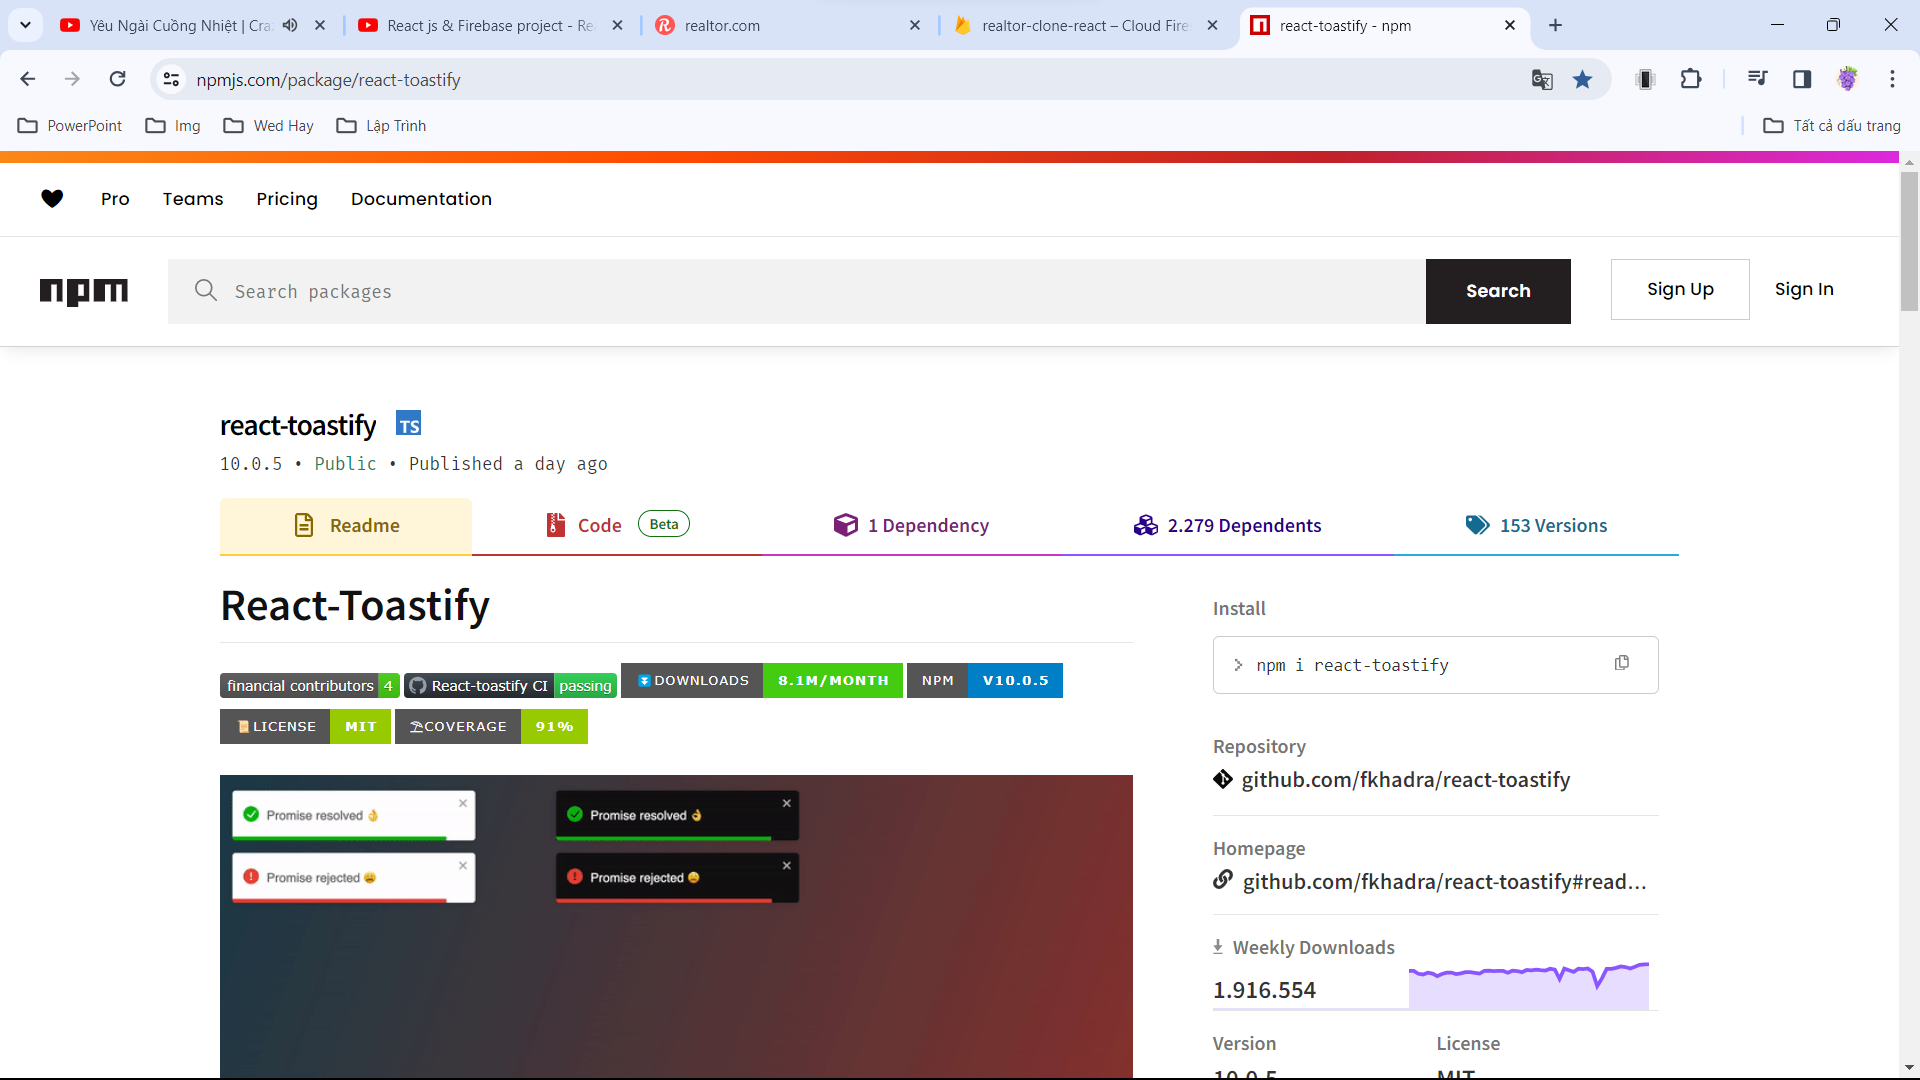 Yêu Ngài Cuồng Nhiệt | Cra
React js & Firebase project - Re
realtor.com
realtor-clone-react – Cloud Fire
react-toastify - npm
npmjs.com/package/react-toastify
PowerPoint
Img
Wed Hay
Lập Trình
Tất cả dấu trang
Pro
Teams
Pricing
Documentation
npm
Search packages
Search
Sign Up
Sign In
react-toastify TS
10.0.5 • Public • Published a day ago
Readme
Code Beta
1 Dependency
2.279 Dependents
153 Versions
React-Toastify
financial contributors 4
React-toastify CI passing
DOWNLOADS 8.1M/MONTH
NPM V10.0.5
LICENSE MIT
COVERAGE 91%
Promise resolved
Promise resolved
Promise rejected
Promise rejected
Install
> npm i react-toastify
Repository
github.com/fkhadra/react-toastify
Homepage
github.com/fkhadra/react-toastify#read...
Weekly Downloads
1.916.554
Version
License
10.0.5
MIT